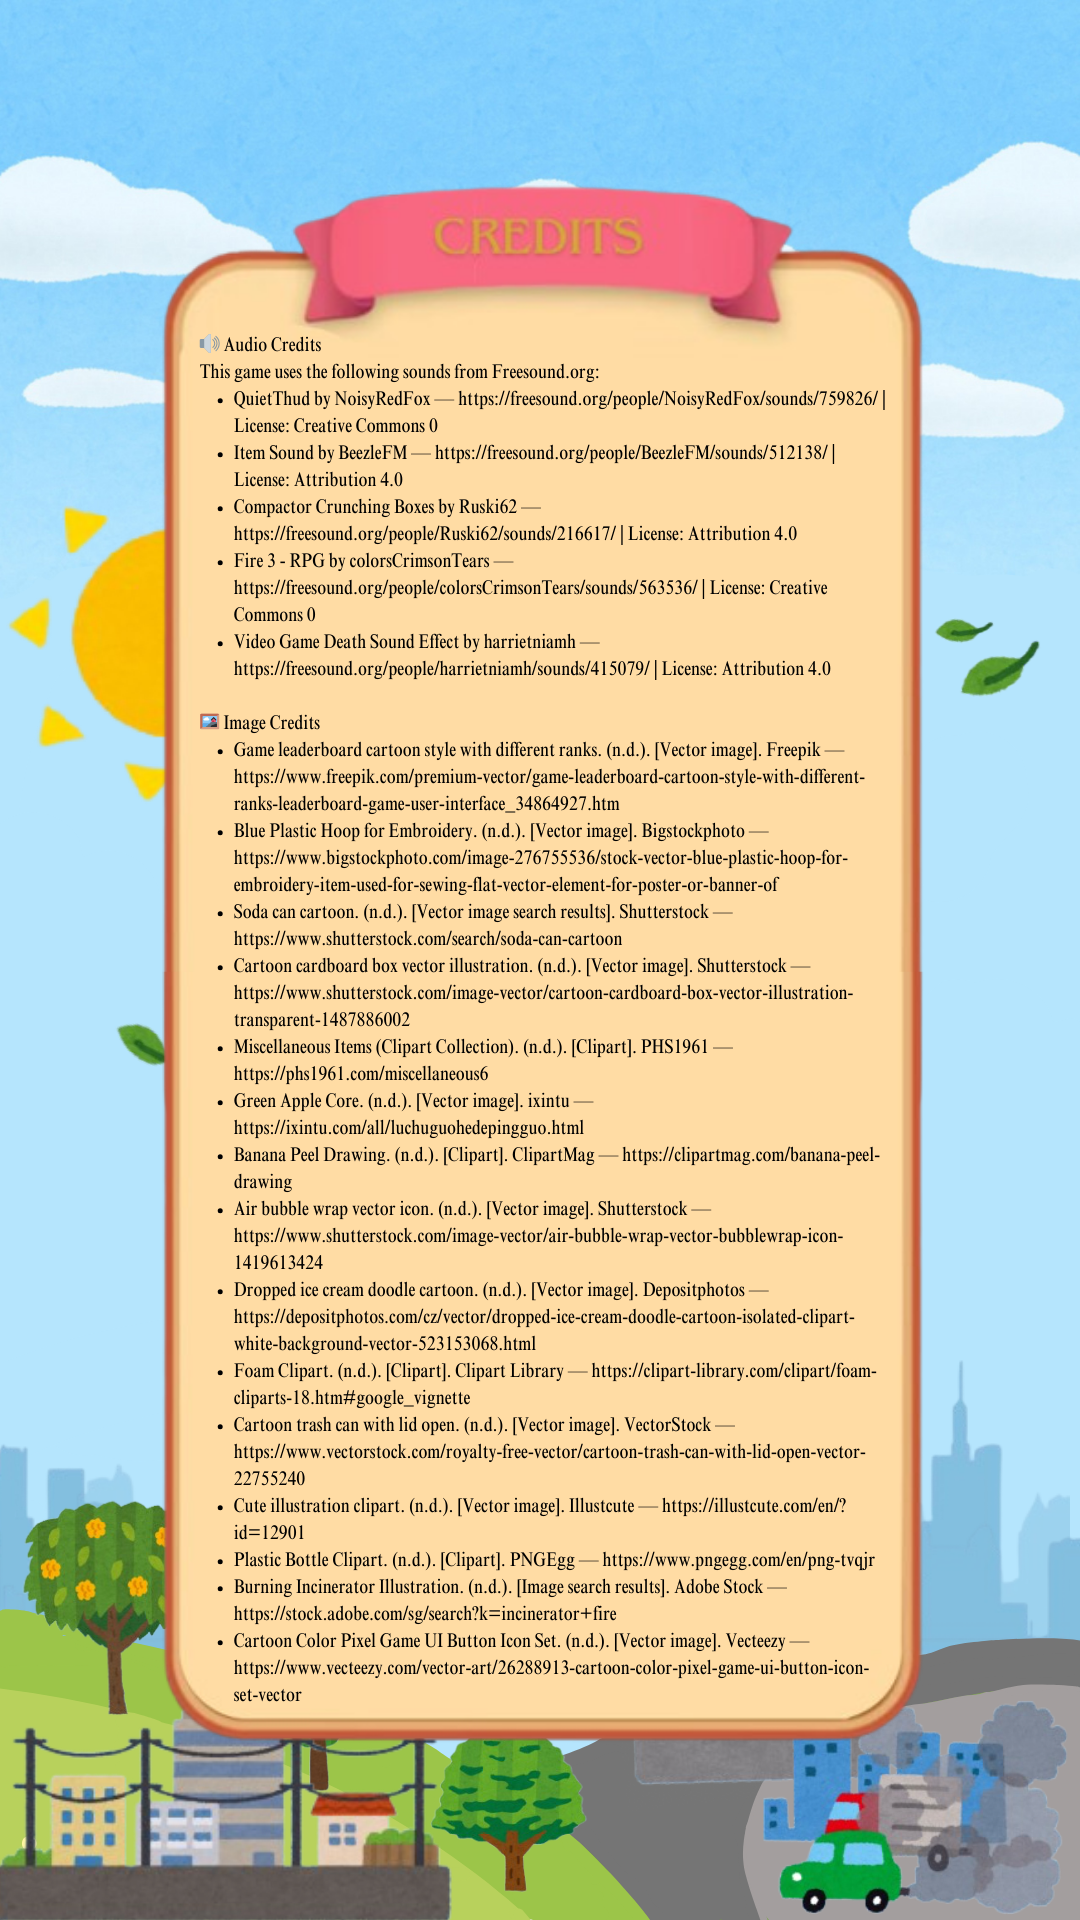 CREDITS
🔊 Audio Credits
This game uses the following sounds from Freesound.org:
• QuietThud by NoisyRedFox — https://freesound.org/people/NoisyRedFox/sounds/759826/ |
License: Creative Commons 0
• Item Sound by BeezleFM — https://freesound.org/people/BeezleFM/sounds/512138/ |
License: Attribution 4.0
• Compactor Crunching Boxes by Ruski62 —
https://freesound.org/people/Ruski62/sounds/216617/ | License: Attribution 4.0
• Fire 3 - RPG by colorsCrimsonTears —
https://freesound.org/people/colorsCrimsonTears/sounds/563536/ | License: Creative
Commons 0
• Video Game Death Sound Effect by harrietniamh —
https://freesound.org/people/harrietniamh/sounds/415079/ | License: Attribution 4.0
🖼 Image Credits
• Game leaderboard cartoon style with different ranks. (n.d.). [Vector image]. Freepik —
https://www.freepik.com/premium-vector/game-leaderboard-cartoon-style-with-different-
ranks-leaderboard-game-user-interface_34864927.htm
• Blue Plastic Hoop for Embroidery. (n.d.). [Vector image]. Bigstockphoto —
https://www.bigstockphoto.com/image-276755536/stock-vector-blue-plastic-hoop-for-
embroidery-item-used-for-sewing-flat-vector-element-for-poster-or-banner-of
• Soda can cartoon. (n.d.). [Vector image search results]. Shutterstock —
https://www.shutterstock.com/search/soda-can-cartoon
• Cartoon cardboard box vector illustration. (n.d.). [Vector image]. Shutterstock —
https://www.shutterstock.com/image-vector/cartoon-cardboard-box-vector-illustration-
transparent-1487886002
• Miscellaneous Items (Clipart Collection). (n.d.). [Clipart]. PHS1961 —
https://phs1961.com/miscellaneous6
• Green Apple Core. (n.d.). [Vector image]. ixintu —
https://ixintu.com/all/luchuguohedepingguo.html
• Banana Peel Drawing. (n.d.). [Clipart]. ClipartMag — https://clipartmag.com/banana-peel-
drawing
• Air bubble wrap vector icon. (n.d.). [Vector image]. Shutterstock —
https://www.shutterstock.com/image-vector/air-bubble-wrap-vector-bubblewrap-icon-
1419613424
• Dropped ice cream doodle cartoon. (n.d.). [Vector image]. Depositphotos —
https://depositphotos.com/cz/vector/dropped-ice-cream-doodle-cartoon-isolated-clipart-
white-background-vector-523153068.html
• Foam Clipart. (n.d.). [Clipart]. Clipart Library — https://clipart-library.com/clipart/foam-
cliparts-18.htm#google_vignette
• Cartoon trash can with lid open. (n.d.). [Vector image]. VectorStock —
https://www.vectorstock.com/royalty-free-vector/cartoon-trash-can-with-lid-open-vector-
22755240
• Cute illustration clipart. (n.d.). [Vector image]. Illustcute — https://illustcute.com/en/?
id=12901
• Plastic Bottle Clipart. (n.d.). [Clipart]. PNGEgg — https://www.pngegg.com/en/png-tvqjr
• Burning Incinerator Illustration. (n.d.). [Image search results]. Adobe Stock —
https://stock.adobe.com/sg/search?k=incinerator+fire
• Cartoon Color Pixel Game UI Button Icon Set. (n.d.). [Vector image]. Vecteezy —
https://www.vecteezy.com/vector-art/26288913-cartoon-color-pixel-game-ui-button-icon-
set-vector